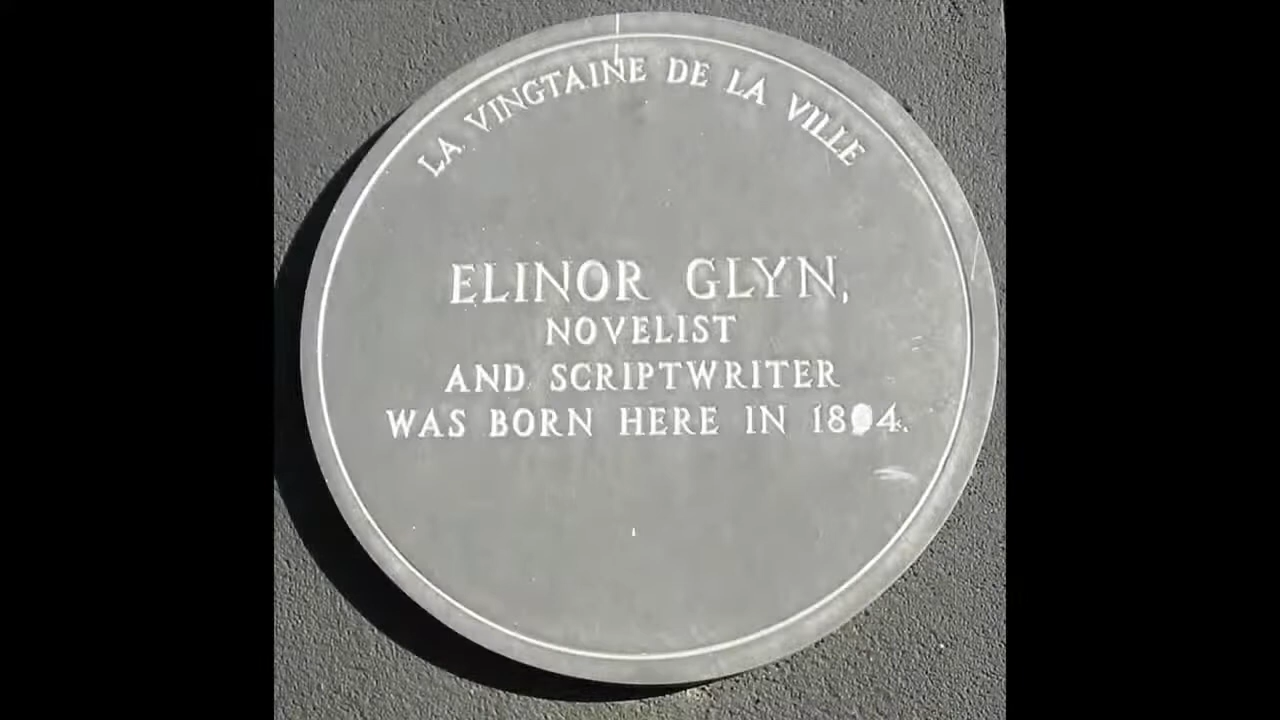 LA VINGTAINE DE LA VILLE
ELINOR GLYN,
NOVELIST
AND SCRIPTWRITER
WAS BORN HERE IN